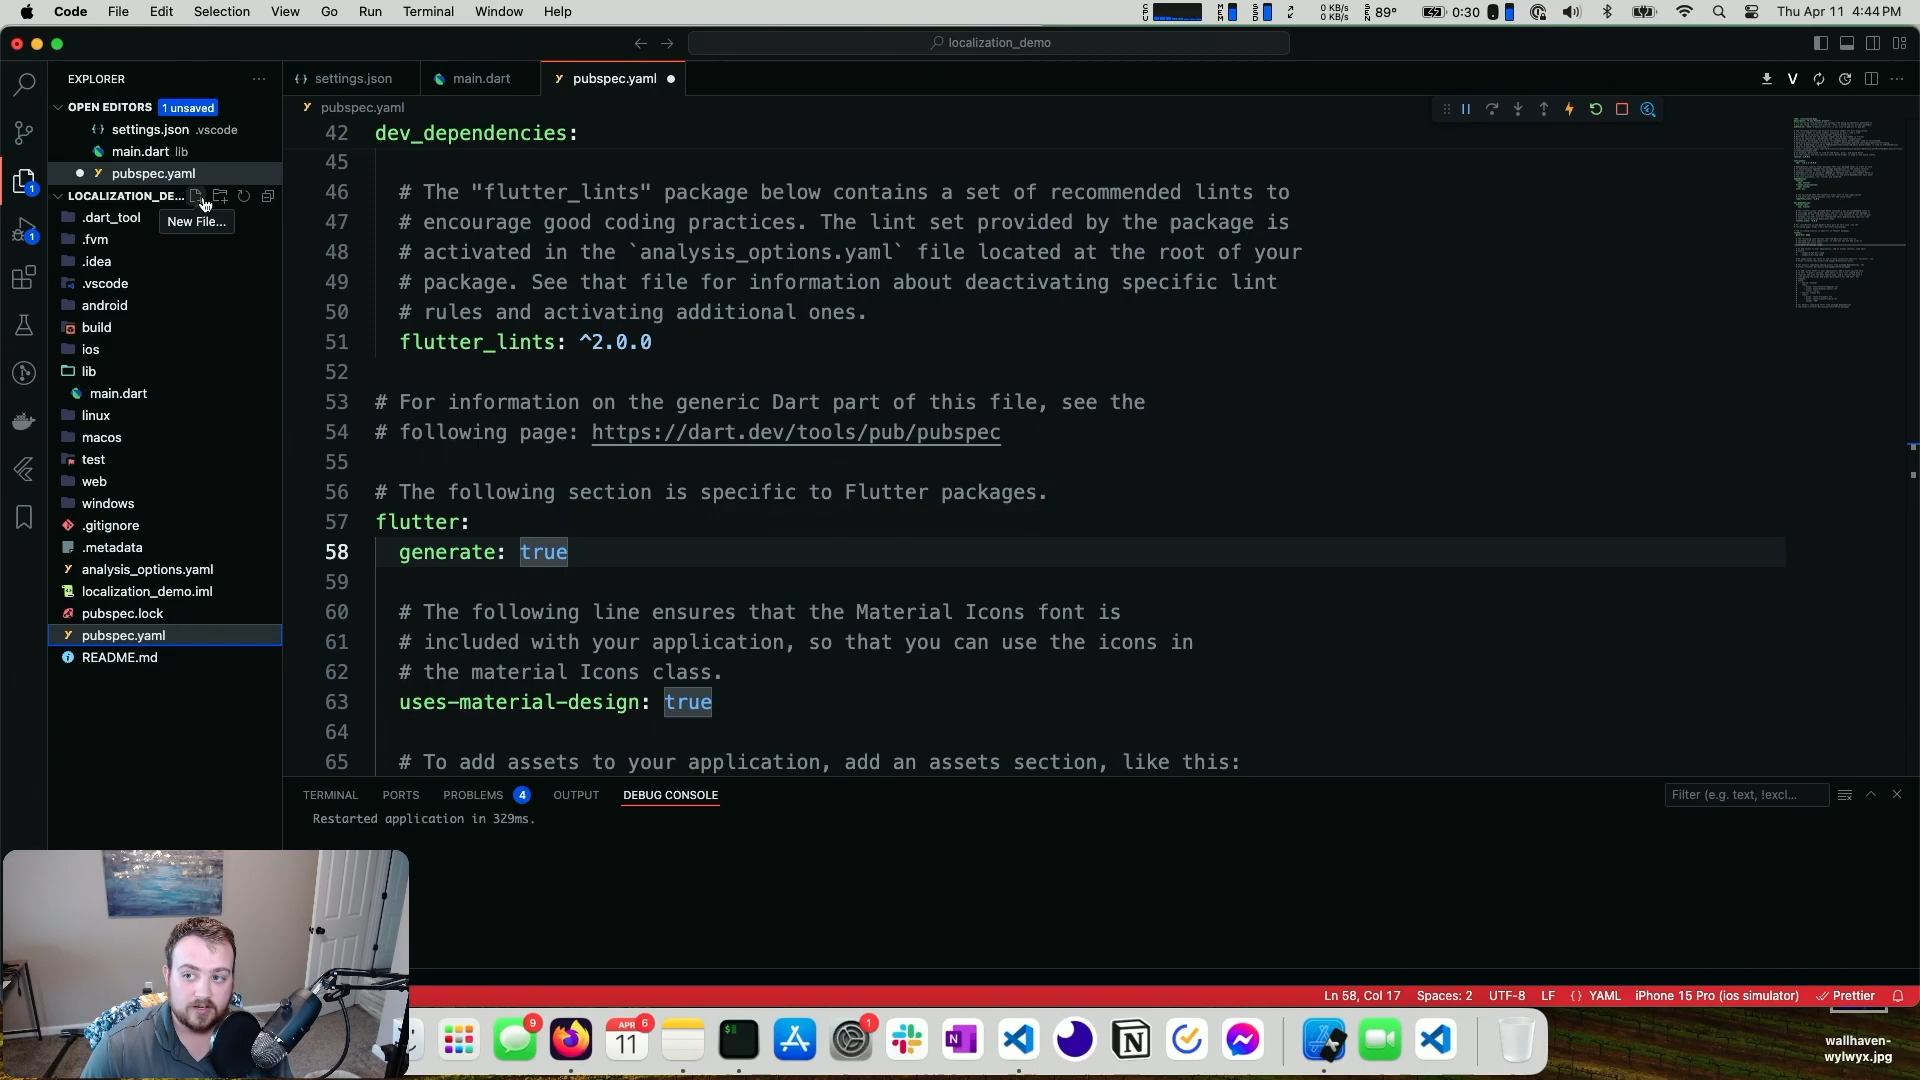 Code File Edit Selection View Go Run Terminal Window Help
0 KB/s
0 KB/s
89°
0:30
Thu Apr 11 4:44 PM
localization_demo
EXPLORER
settings.json
main.dart
pubspec.yaml
OPEN EDITORS 1 unsaved
settings.json .vscode
main.dart lib
pubspec.yaml
LOCALIZATION_DE...
New File...
.dart_tool
.fvm
.idea
.vscode
android
build
ios
lib
main.dart
linux
macos
test
web
windows
.gitignore
.metadata
analysis_options.yaml
localization_demo.iml
pubspec.lock
pubspec.yaml
README.md
pubspec.yaml
42 dev_dependencies:
45
46 # The "flutter_lints" package below contains a set of recommended lints to
47 # encourage good coding practices. The lint set provided by the package is
48 # activated in the `analysis_options.yaml` file located at the root of your
49 # package. See that file for information about deactivating specific lint
50 # rules and activating additional ones.
51 flutter_lints: ^2.0.0
52
53 # For information on the generic Dart part of this file, see the
54 # following page: https://dart.dev/tools/pub/pubspec
55
56 # The following section is specific to Flutter packages.
57 flutter:
58 generate: true
59
60 # The following line ensures that the Material Icons font is
61 # included with your application, so that you can use the icons in
62 # the material Icons class.
63 uses-material-design: true
64
65 # To add assets to your application, add an assets section, like this:
TERMINAL PORTS PROBLEMS 4 OUTPUT DEBUG CONSOLE
Filter (e.g. text, !excl...
Restarted application in 329ms.
Ln 58, Col 17 Spaces: 2 UTF-8 LF {} YAML iPhone 15 Pro (ios simulator) Prettier
9
APR 6
11
1
wallhaven-
wylwyx.jpg